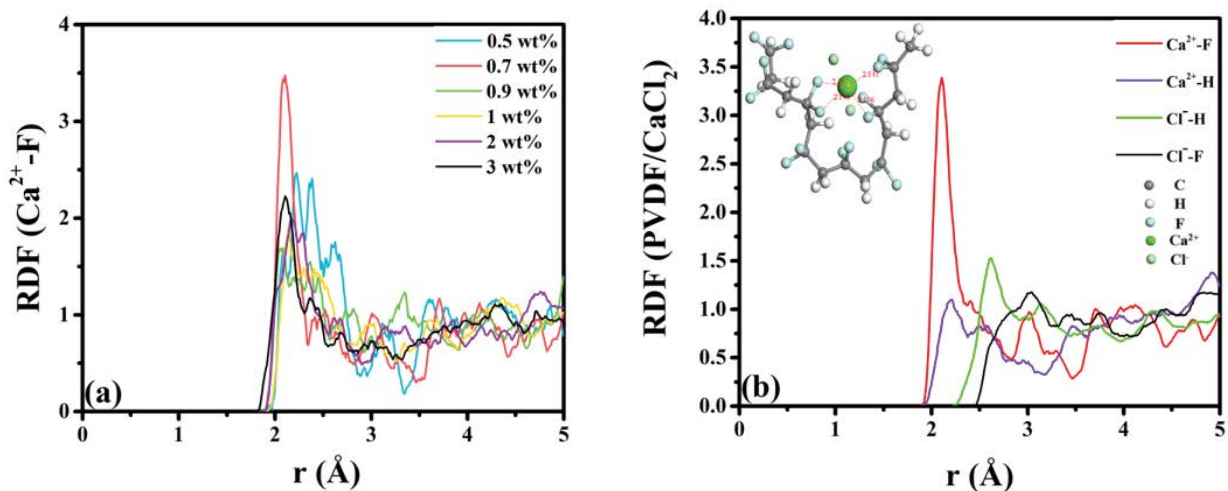 RDF (Ca²⁺-F)
4
3
2
1
0
0.5 wt%
0.7 wt%
0.9 wt%
1 wt%
2 wt%
3 wt%
(a)
0 1 2 3 4 5
r (Å)
RDF (PVDF/CaCl₂)
4.0
3.5
3.0
2.5
2.0
1.5
1.0
0.5
0.0
Ca²⁺-F
Ca²⁺-H
Cl⁻-H
Cl⁻-F
C
H
F
Ca²⁺
Cl⁻
(b)
0 1 2 3 4 5
r (Å)